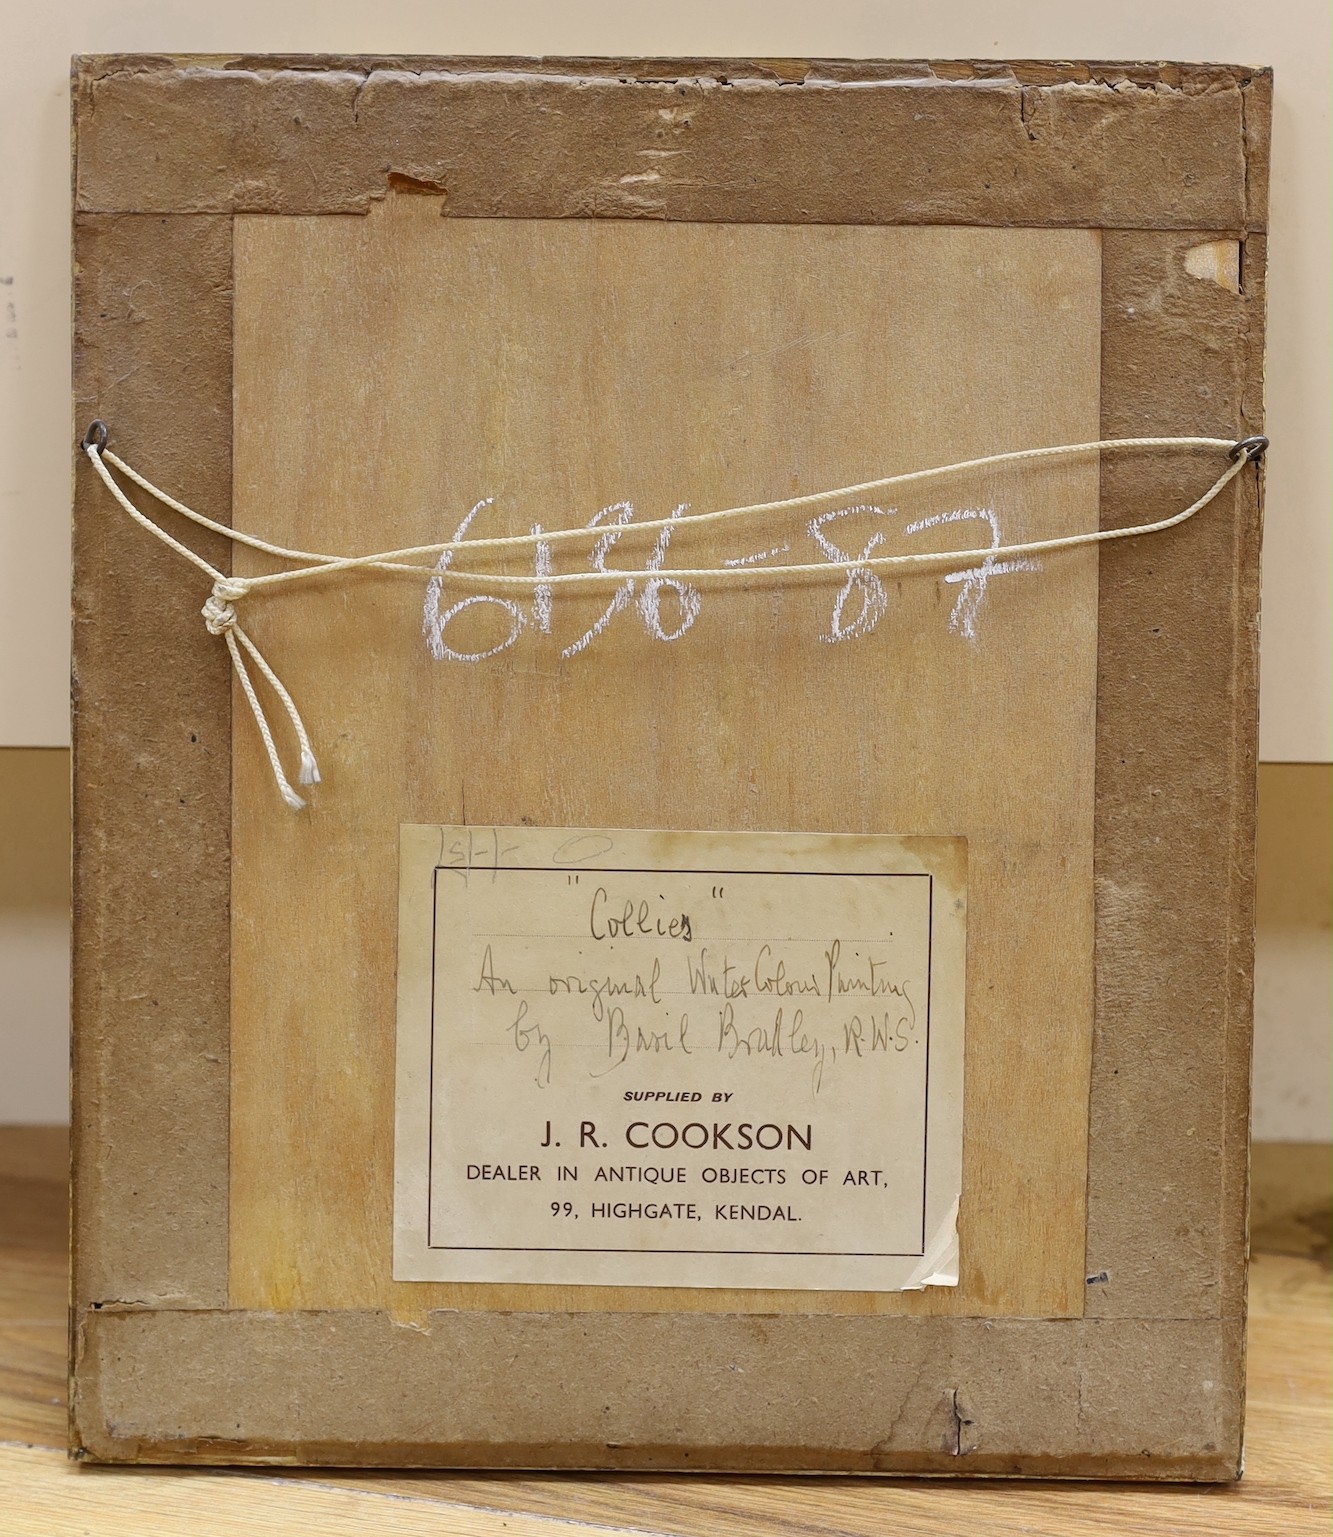 6196-87
"Collies"
An original Water Colour Painting
by Basil Bradley, R.W.S.
SUPPLIED BY
J. R. COOKSON
DEALER IN ANTIQUE OBJECTS OF ART,
99, HIGHGATE, KENDAL.